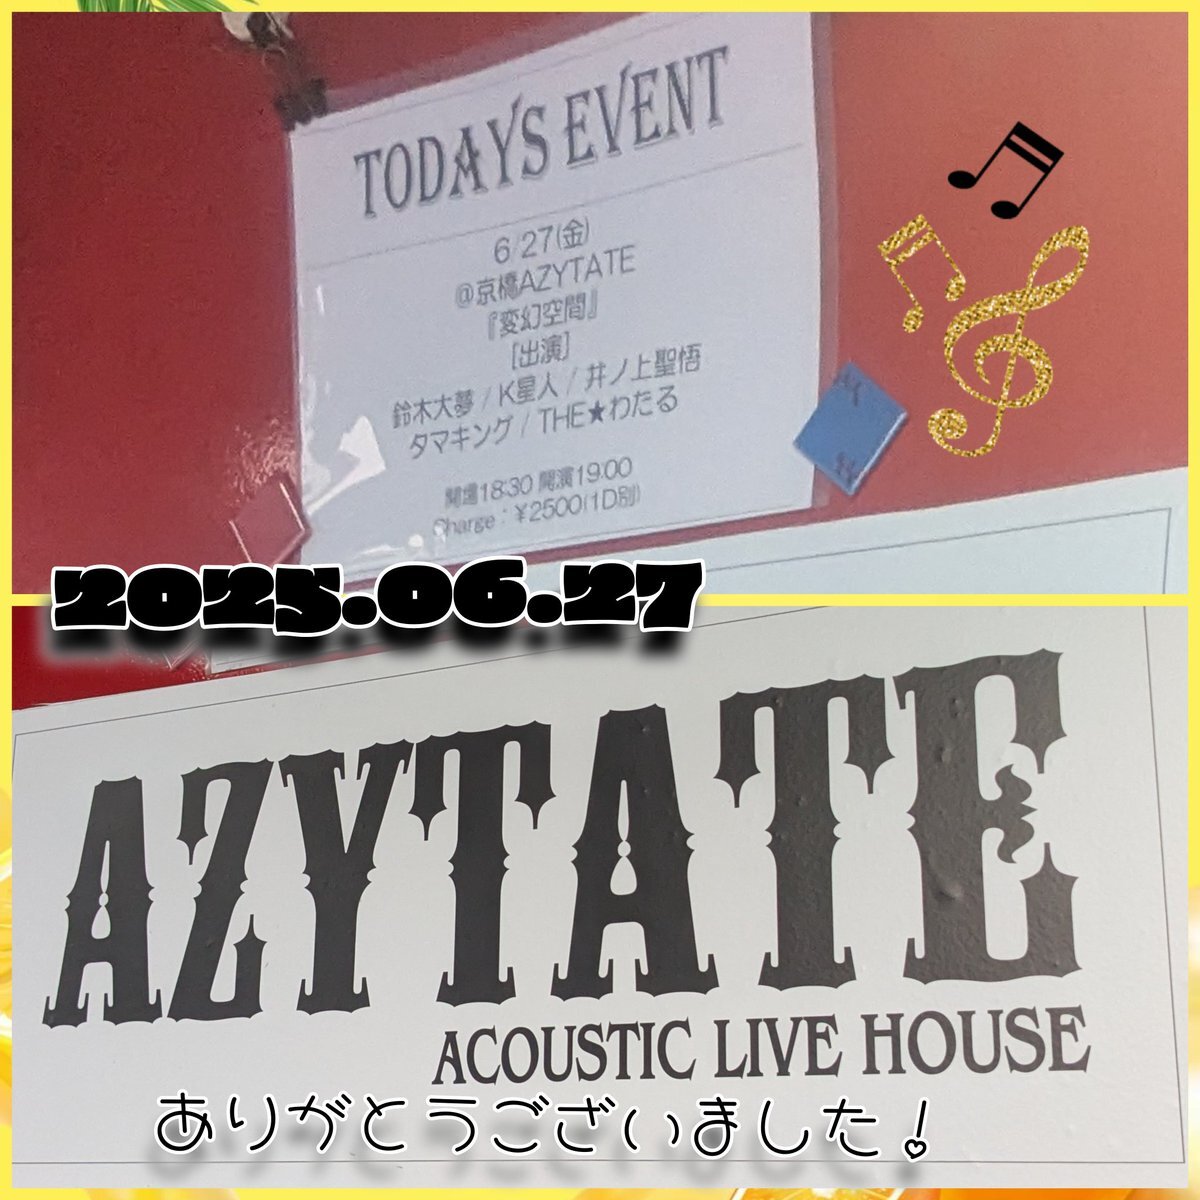 TODAY'S EVENT
6/27(金)
@京橋AZYTATE
『変幻空間』
[出演]
鈴木大夢 / K星人 / 井ノ上聖悟
タマキング / THE★わたる
開場18:30 開演19:00
Charge : ¥2500(1D別)
2025.06.27
AZYTATE
ACOUSTIC LIVE HOUSE
ありがとうございました!